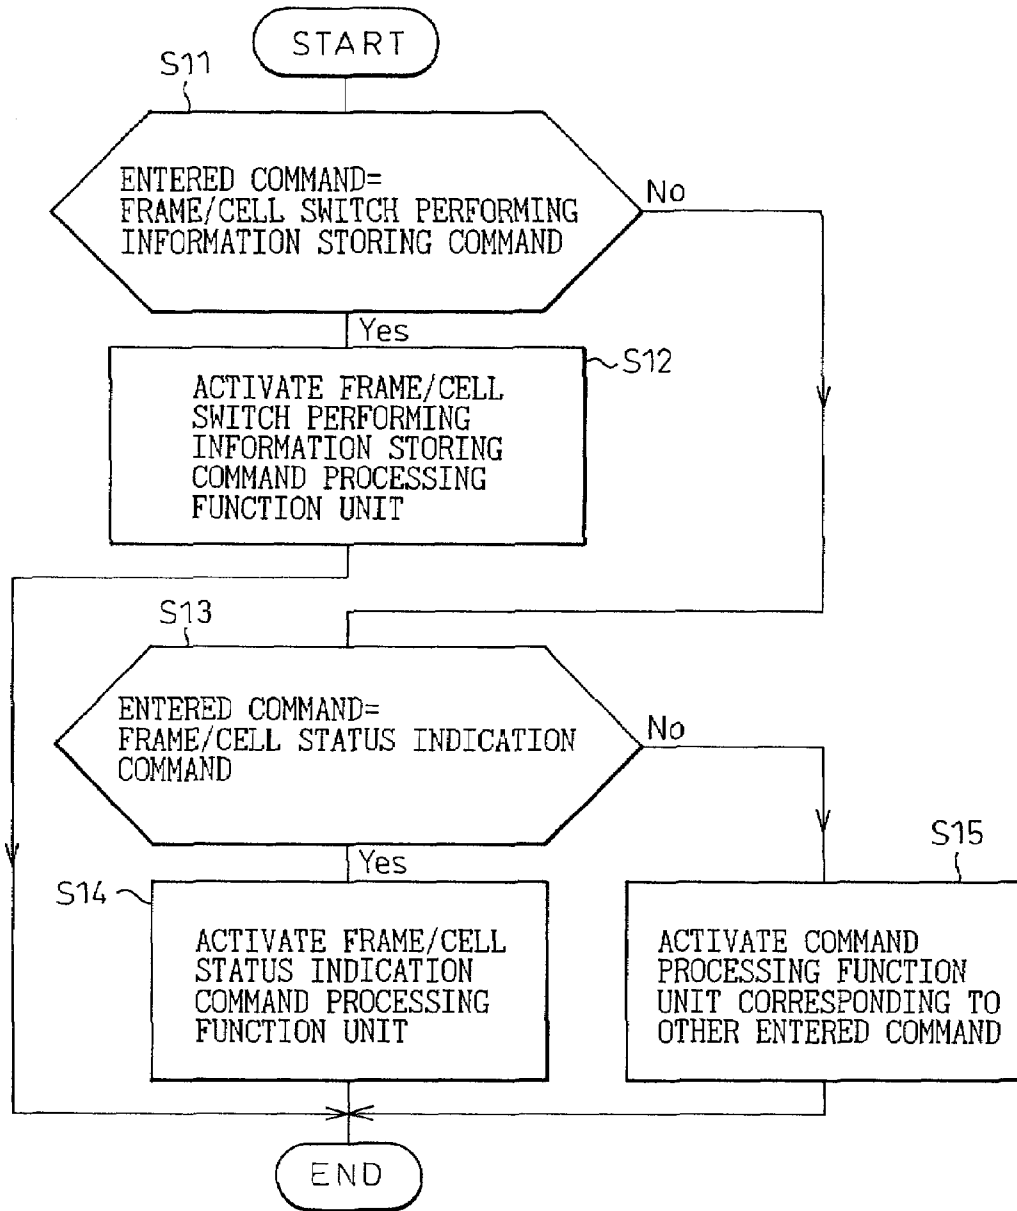 START
S11
ENTERED COMMAND=
FRAME/CELL SWITCH PERFORMING
INFORMATION STORING COMMAND
No
Yes
S12
ACTIVATE FRAME/CELL
SWITCH PERFORMING
INFORMATION STORING
COMMAND PROCESSING
FUNCTION UNIT
S13
ENTERED COMMAND=
FRAME/CELL STATUS INDICATION
COMMAND
No
Yes
S14
ACTIVATE FRAME/CELL
STATUS INDICATION
COMMAND PROCESSING
FUNCTION UNIT
S15
ACTIVATE COMMAND
PROCESSING FUNCTION
UNIT CORRESPONDING TO
OTHER ENTERED COMMAND
END